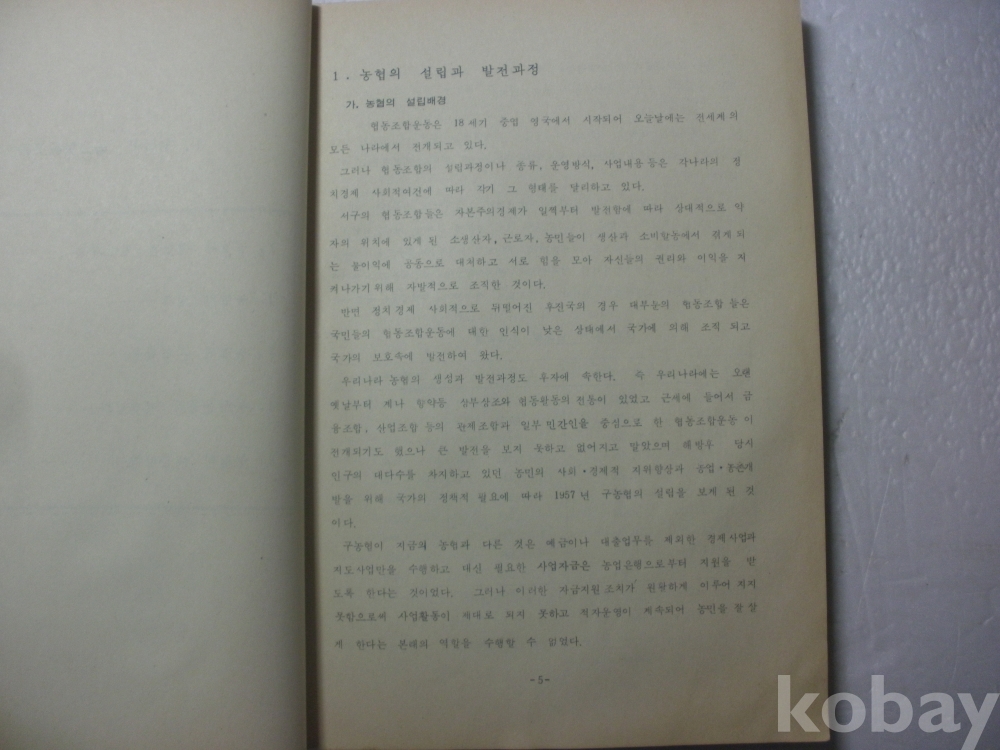 1. 농협의 설립과 발전과정
가. 농협의 설립배경
협동조합운동은 18세기 중엽 영국에서 시작되어 오늘날에는 전세계의
모든 나라에서 전개되고 있다.
그러나 협동조합의 설립과정이나 종류, 운영방식, 사업내용등은 각나라의 정
치경제 사회적여건에 따라 각기 그 형태를 달리하고 있다.
서구의 협동조합들은 자본주의경제가 일찍부터 발전함에 따라 상대적으로 약
자의 위치에 있게 된 소생산자, 근로자, 농민들이 생산과 소비활동에서 겪게되
는 불이익에 공동으로 대처하고 서로 힘을 모아 자신들의 권리와 이익을 지
켜나가기위해 자발적으로 조직한 것이다.
반면 정치경제 사회적으로 뒤떨어진 후진국의 경우 대부분의 협동조합 들은
국민들의 협동조합운동에 대한 인식이 낮은 상태에서 국가에 의해 조직 되고
국가의 보호속에 발전하여 왔다.
우리나라 농협의 생성과 발전과정도 후자에 속한다. 즉 우리나라에는 오랜
옛날부터 계나 향약등 상부상조와 협동활동의 전통이 있었고 근세에 들어서 금
융조합, 산업조합 등의 관제조합과 일부 민간인을 중심으로 한 협동조합운동 이
전개되기도 했으나 큰 발전을 보지 못하고 없어지고 말았으며 해방후 당시
인구의 대다수를 차지하고 있던 농민의 사회·경제적 지위향상과 농업·농촌개
발을 위해 국가의 정책적 필요에 따라 1957년 구농협의 설립을 보게 된 것
이다.
구농협이 지금의 농협과 다른 것은 예금이나 대출업무를 제외한 경제사업과
지도사업만을 수행하고 대신 필요한 사업자금은 농업은행으로부터 지원을 받
도록 한다는 것이었다. 그러나 이러한 자금지원 조치가 원활하게 이루어 지지
못함으로써 사업활동이 제대로 되지 못하고 적자운영이 계속되어 농민을 잘 살
게 한다는 본래의 역할을 수행할 수 없었다.
-5-
kobay